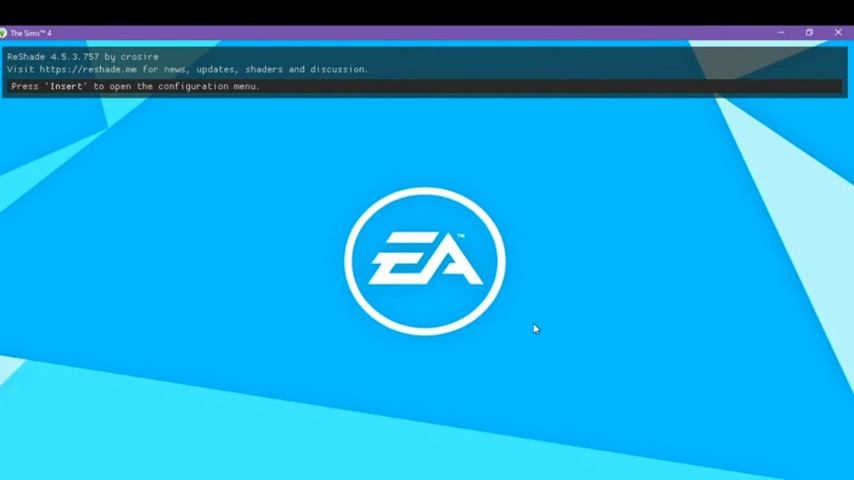 The Sims™ 4
ReShade 4.5.3.757 by crosire
Visit https://reshade.me for news, updates, shaders and discussion.
Press 'Insert' to open the configuration menu.
EA™